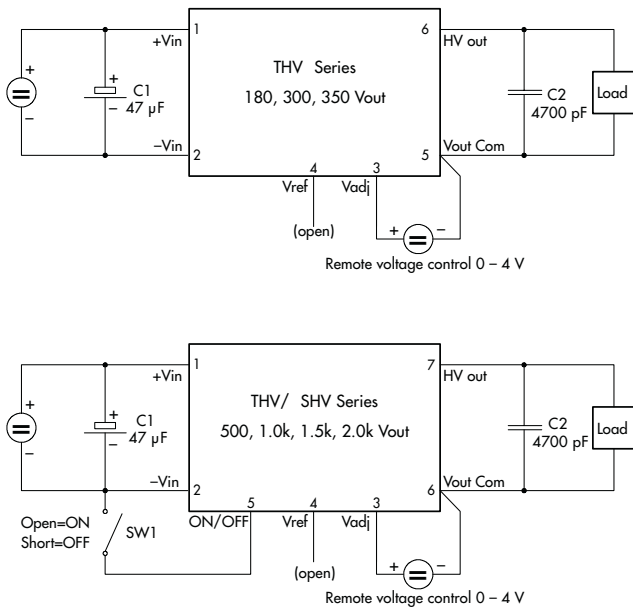 1
6
+Vin
HV out
THV Series
180, 300, 350 Vout
+
–
+
–
C1
47 µF
C2
4700 pF
Load
–Vin
2
5
Vout Com
4
3
Vref
Vadj
(open)
+
–
Remote voltage control 0 – 4 V
1
7
+Vin
HV out
THV/ SHV Series
500, 1.0k, 1.5k, 2.0k Vout
+
–
+
–
C1
47 µF
C2
4700 pF
Load
–Vin
2
6
Vout Com
5
4
3
ON/OFF
Vref
Vadj
Open=ON
Short=OFF
SW1
(open)
+
–
Remote voltage control 0 – 4 V